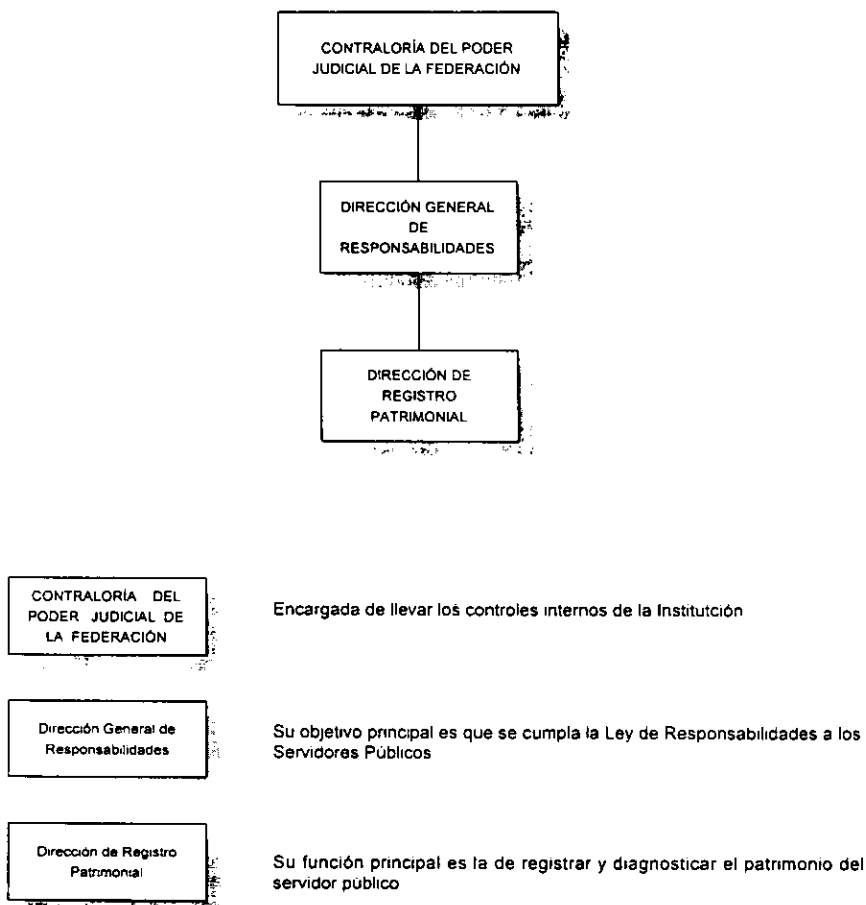 CONTRALORÍA DEL PODER
JUDICIAL DE LA FEDERACIÓN
DIRECCIÓN GENERAL
DE
RESPONSABILIDADES
DIRECCIÓN DE
REGISTRO
PATRIMONIAL
CONTRALORÍA DEL
PODER JUDICIAL DE
LA FEDERACIÓN
Encargada de llevar los controles internos de la Institutción
Dirección General de
Responsabilidades
Su objetivo principal es que se cumpla la Ley de Responsabilidades a los
Servidores Públicos
Dirección de Registro
Patrimonial
Su función principal es la de registrar y diagnosticar el patrimonio del
servidor público